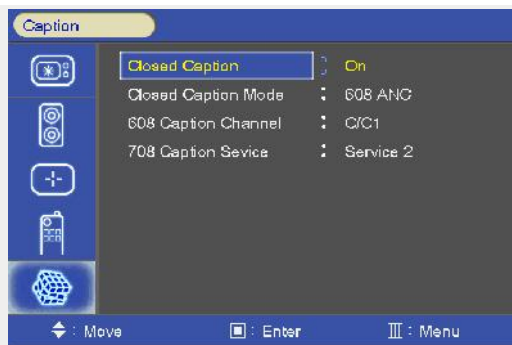 Caption
Closed Caption : On
Closed Caption Mode : 608 ANC
608 Caption Channel : C/C1
708 Caption Sevice : Service 2
: Move : Enter : Menu